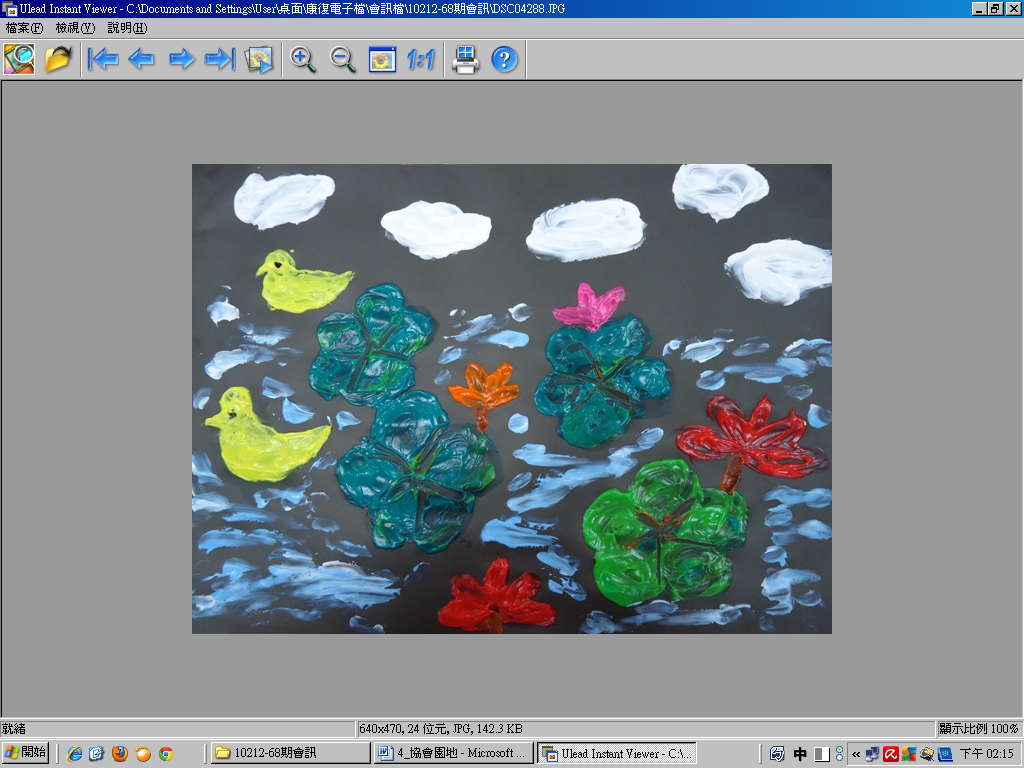 Ulead Instant Viewer - C:\Documents and Settings\User\桌面\康復電子檔\會訊檔\10212-68期會訊\DSC04288.JPG
檔案(F) 檢視(V) 說明(H)
1:1
就緒 640x470, 24 位元, JPG, 142.3 KB 顯示比例 100%
開始 10212-68期會訊 4_協會園地 - Microsoft ... Ulead Instant Viewer - C:\... 中 下午 02:15